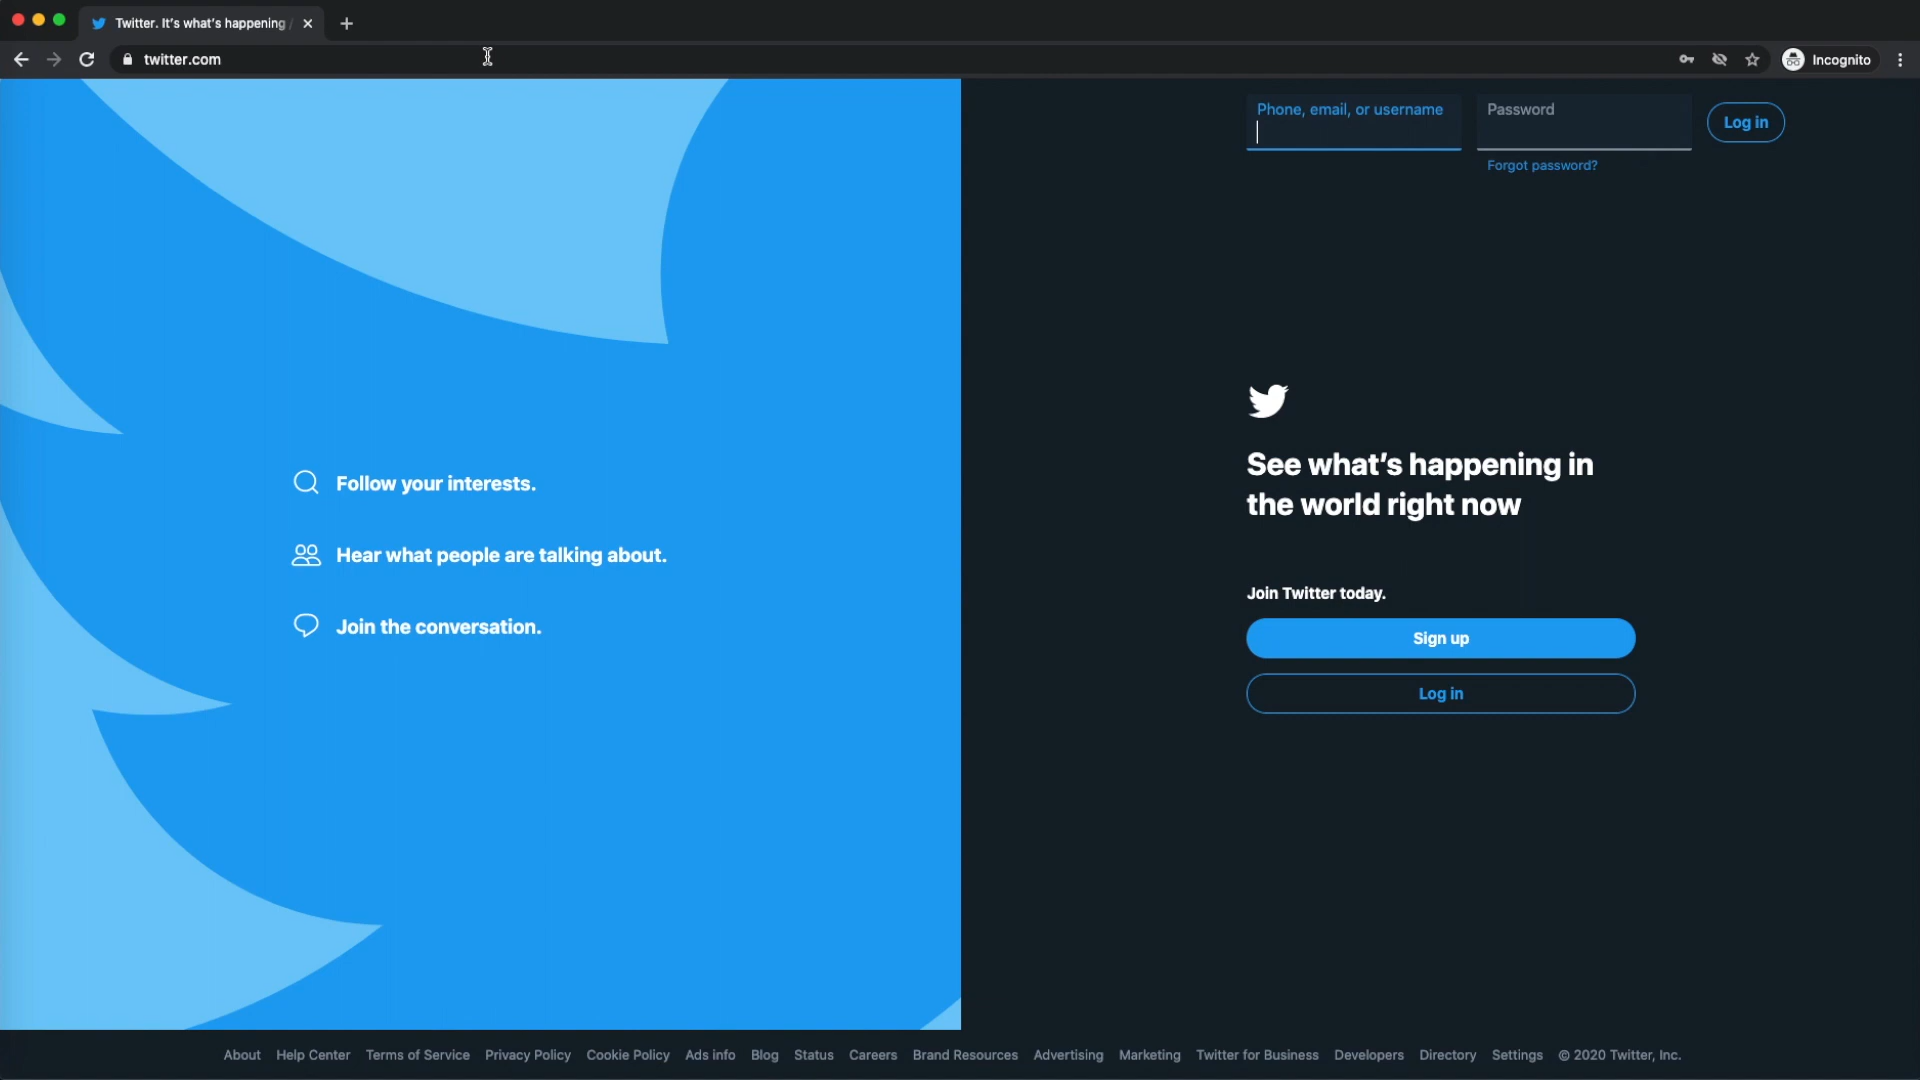 Twitter. It's what's happening /
twitter.com
Incognito
Phone, email, or username
Password
Log in
Forgot password?
Follow your interests.
Hear what people are talking about.
Join the conversation.
See what's happening in
the world right now
Join Twitter today.
Sign up
Log in
About Help Center Terms of Service Privacy Policy Cookie Policy Ads info Blog Status Careers Brand Resources Advertising Marketing Twitter for Business Developers Directory Settings © 2020 Twitter, Inc.